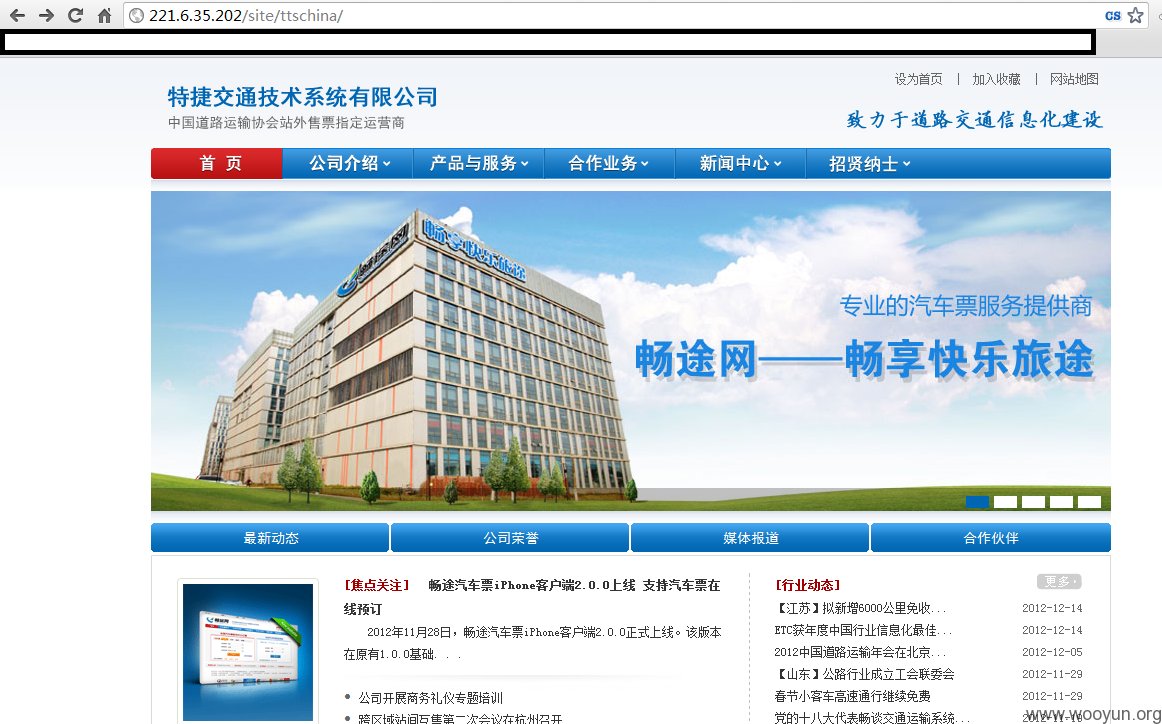 221.6.35.202/site/ttschina/
CS
设为首页 | 加入收藏 | 网站地图
特捷交通技术系统有限公司
中国道路运输协会站外售票指定运营商
致力于道路交通信息化建设
首 页 公司介绍 产品与服务 合作业务 新闻中心 招贤纳士
畅享快乐旅途
专业的汽车票服务提供商
畅途网——畅享快乐旅途
最新动态 公司荣誉 媒体报道 合作伙伴
[焦点关注] 畅途汽车票iPhone客户端2.0.0上线 支持汽车票在
线预订
2012年11月28日，畅途汽车票iPhone客户端2.0.0正式上线。该版本
在原有1.0.0基础. . .
• 公司开展商务礼仪专题培训
• 跨区域站间互售第二次会议在杭州召开
[行业动态] 更多
【江苏】拟新增6000公里免收... 2012-12-14
ETC获年度中国行业信息化最佳... 2012-12-14
2012中国道路运输年会在北京... 2012-12-05
【山东】公路行业成立工会联委会 2012-11-29
春节小客车高速通行继续免费 2012-11-29
党的十八大代表畅谈交通运输系统...
www.wooyun.org